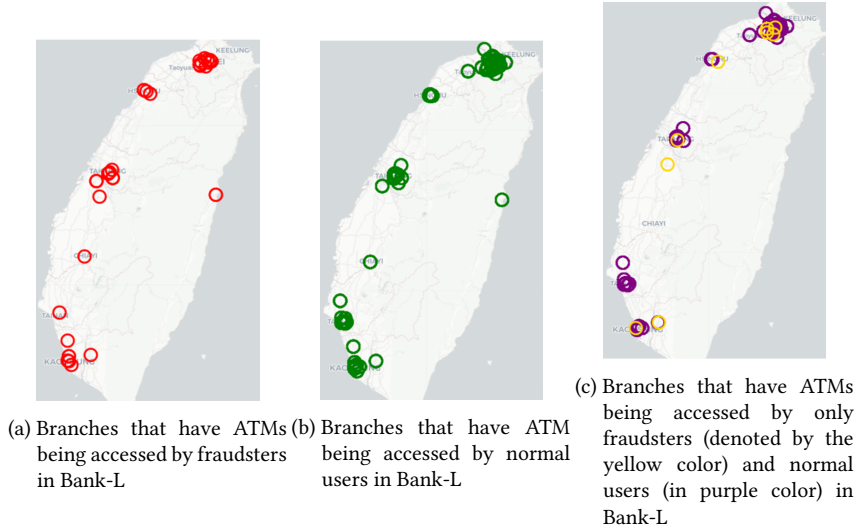 KEELUNG
Taoyuan
CHIAYI
KEELUNG
KEELUNG
CHIAYI
(a) Branches that have ATMs
being accessed by fraudsters
in Bank-L
(b) Branches that have ATM
being accessed by normal
users in Bank-L
(c) Branches that have ATMs
being accessed by only
fraudsters (denoted by the
yellow color) and normal
users (in purple color) in
Bank-L